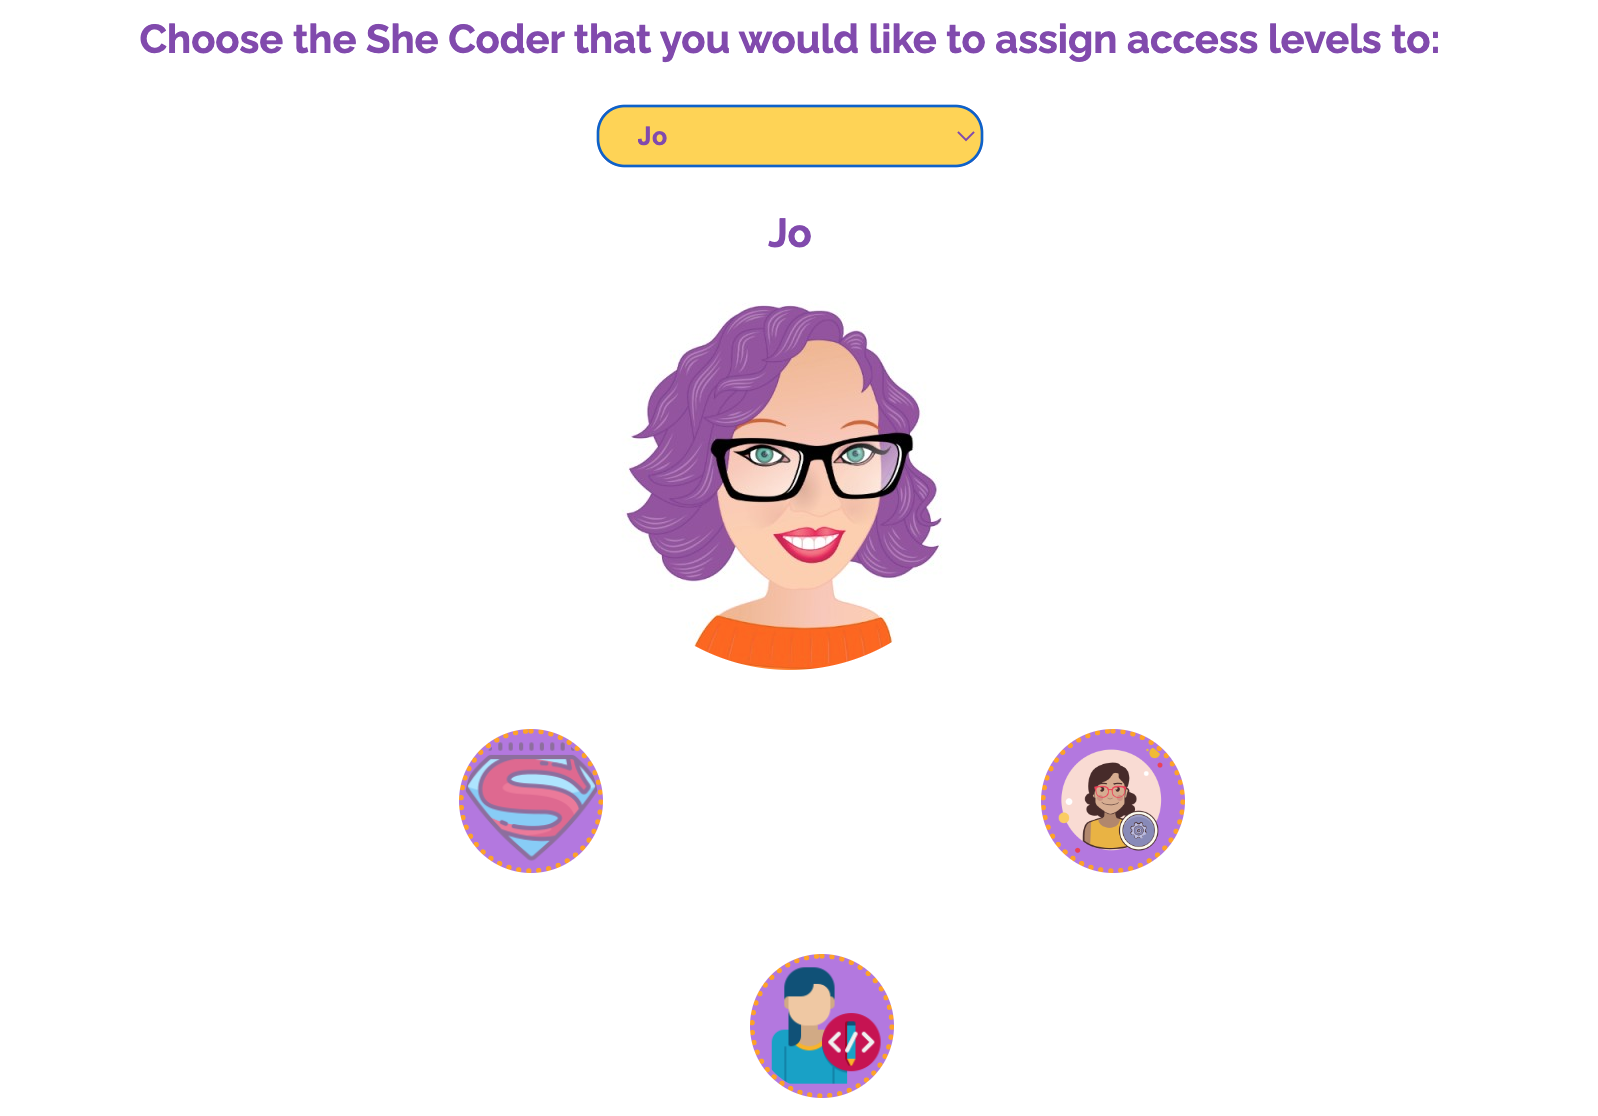 Choose the She Coder that you would like to assign access levels to:
Jo
Jo
S
</>